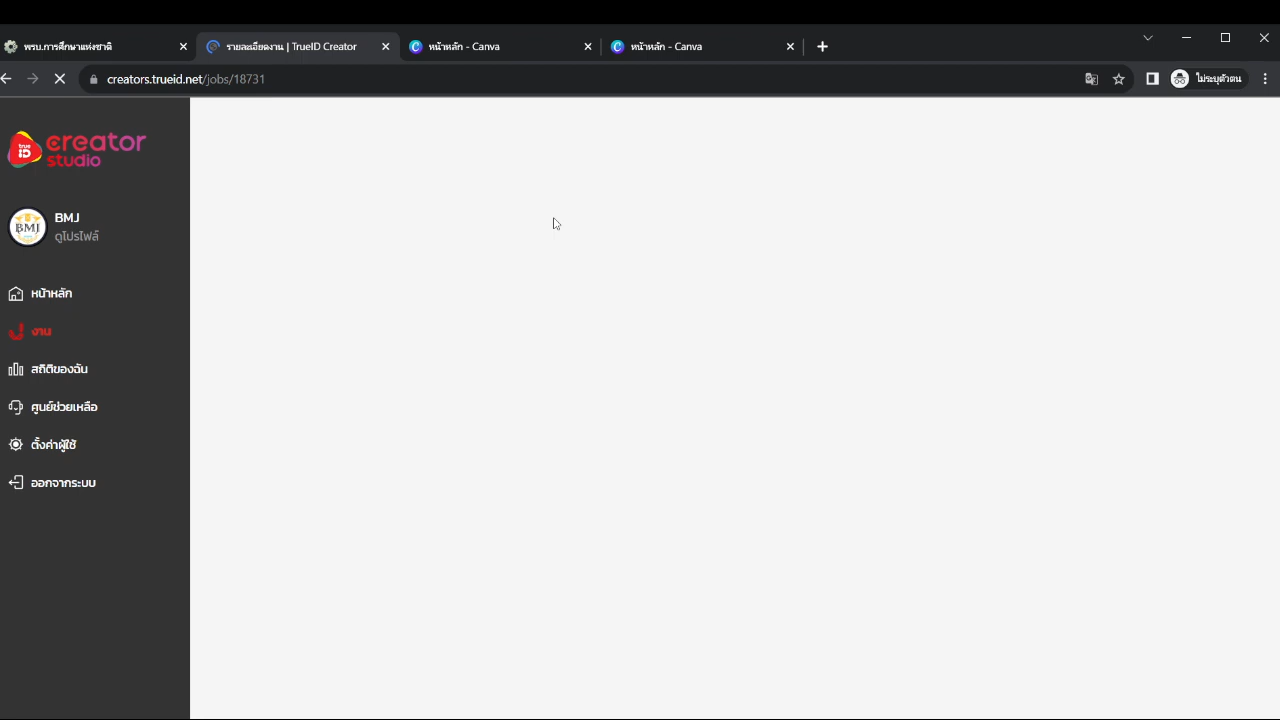 พรบ.การศึกษาแห่งชาติ
รายละเอียดงาน | TrueID Creator
หน้าหลัก - Canva
หน้าหลัก - Canva
creators.trueid.net/jobs/18731
ไม่ระบุตัวตน
true
iD
creator
studio
BMJ
BMJ
ดูโปรไฟล์
หน้าหลัก
งาน
สถิติของฉัน
ศูนย์ช่วยเหลือ
ตั้งค่าผู้ใช้
ออกจากระบบ